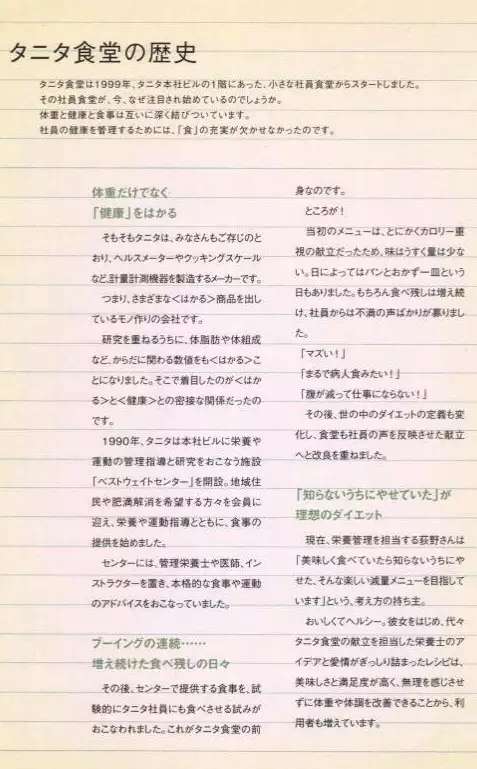 タニタ食堂の歴史
タニタ食堂は1999年、タニタ本社ビルの1階にあった、小さな社員食堂からスタートしました。
その社員食堂が、今、なぜ注目され始めているのでしょうか。
体重と健康と食事は互いに深く結びついています。
社員の健康を管理するためには、「食」の充実が欠かせなかったのです。
体重だけでなく
「健康」をはかる
そもそもタニタは、みなさんもご存じのと
おり、ヘルスメーターやクッキングスケール
など、計量計測機器を製造するメーカーです。
つまり、さまざまな＜はかる＞商品を出し
ているモノ作りの会社です。
研究を重ねるうちに、体脂肪や体組成
など、からだに関わる数値をも＜はかる＞こ
とになりました。そこで着目したのが＜はか
る＞と＜健康＞との密接な関係だったの
です。
1990年、タニタは本社ビルに栄養や
運動の管理指導と研究をおこなう施設
「ベストウェイトセンター」を開設。地域住
民や肥満解消を希望する方々を会員に
迎え、栄養や運動指導とともに、食事の
提供を始めました。
センターには、管理栄養士や医師、イン
ストラクターを置き、本格的な食事や運動
のアドバイスをおこなっていました。
ブーイングの連続……
増え続けた食べ残しの日々
その後、センターで提供する食事を、試
験的にタニタ社員にも食べさせる試みが
おこなわれました。これがタニタ食堂の前
身なのです。
ところが！
当初のメニューは、とにかくカロリー重
視の献立だったため、味はうすく量は少な
い。日によってはパンとおかず一皿という
日もありました。もちろん食べ残しは増え続
け、社員からは不満の声ばかりが募りまし
た。
「マズい！」
「まるで病人食みたい！」
「腹が減って仕事にならない！」
その後、世の中のダイエットの定義も変
化し、食堂も社員の声を反映させた献立
へと改良を重ねました。
「知らないうちにやせていた」が
理想のダイエット
現在、栄養管理を担当する荻野さんは
「美味しく食べていたら知らないうちにや
せた、そんな楽しい減量メニューを目指して
います」という、考え方の持ち主。
おいしくてヘルシー。彼女をはじめ、代々
タニタ食堂の献立を担当した栄養士のア
イデアと愛情がぎっしり詰まったレシピは、
美味しさと満足度が高く、無理を感じさせ
ずに体重や体調を改善できることから、利
用者も増えています。